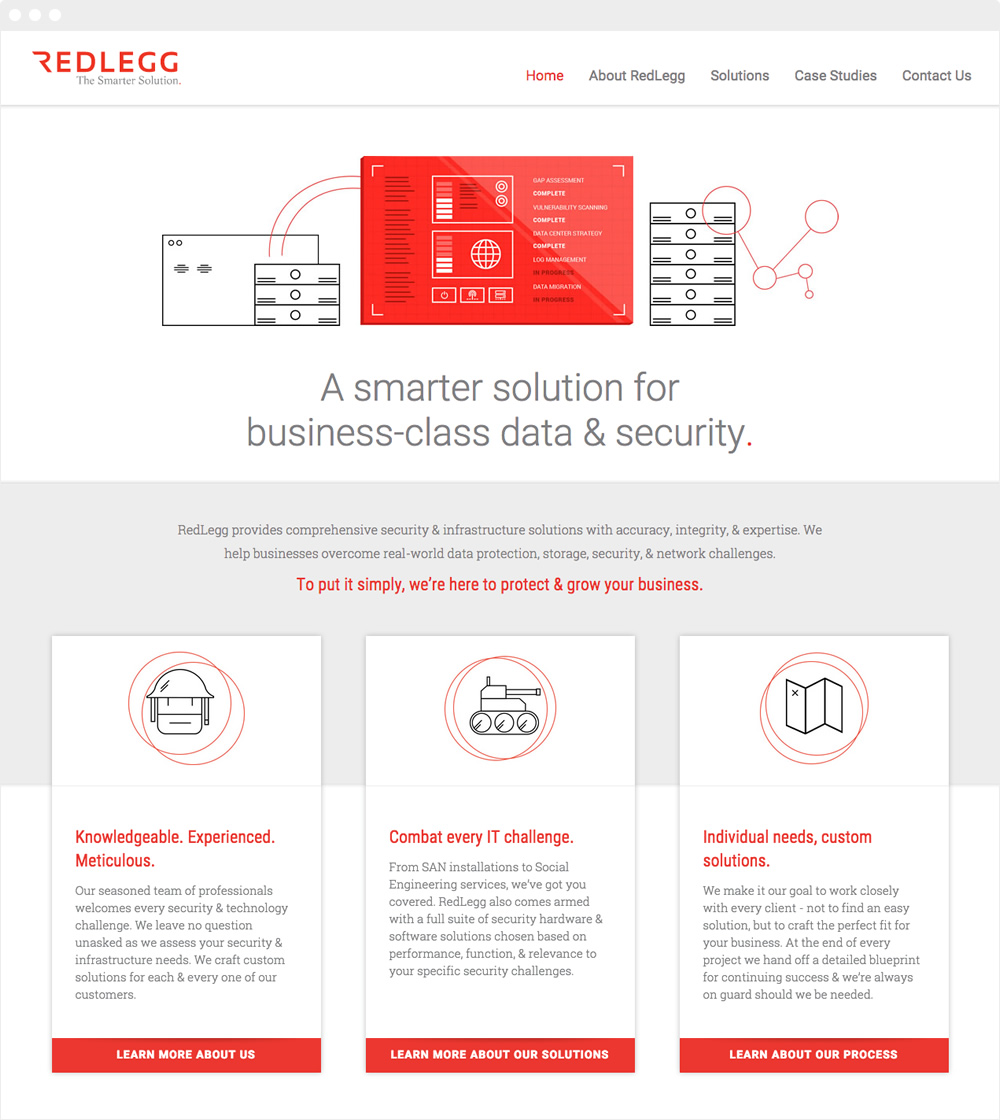 REDLEGG
The Smarter Solution.
Home About RedLegg Solutions Case Studies Contact Us
GAP ASSESSMENT
COMPLETE
VULNERABILITY SCANNING
COMPLETE
DATA CENTER STRATEGY
COMPLETE
LOG MANAGEMENT
IN PROGRESS
DATA MIGRATION
IN PROGRESS
A smarter solution for
business-class data & security.
RedLegg provides comprehensive security & infrastructure solutions with accuracy, integrity, & expertise. We
help businesses overcome real-world data protection, storage, security, & network challenges.
To put it simply, we're here to protect & grow your business.
Knowledgeable. Experienced.
Meticulous.
Our seasoned team of professionals
welcomes every security & technology
challenge. We leave no question
unasked as we assess your security &
infrastructure needs. We craft custom
solutions for each & every one of our
customers.
LEARN MORE ABOUT US
Combat every IT challenge.
From SAN installations to Social
Engineering services, we've got you
covered. RedLegg also comes armed
with a full suite of security hardware &
software solutions chosen based on
performance, function, & relevance to
your specific security challenges.
LEARN MORE ABOUT OUR SOLUTIONS
Individual needs, custom
solutions.
We make it our goal to work closely
with every client - not to find an easy
solution, but to craft the perfect fit for
your business. At the end of every
project we hand off a detailed blueprint
for continuing success & we're always
on guard should we be needed.
LEARN ABOUT OUR PROCESS